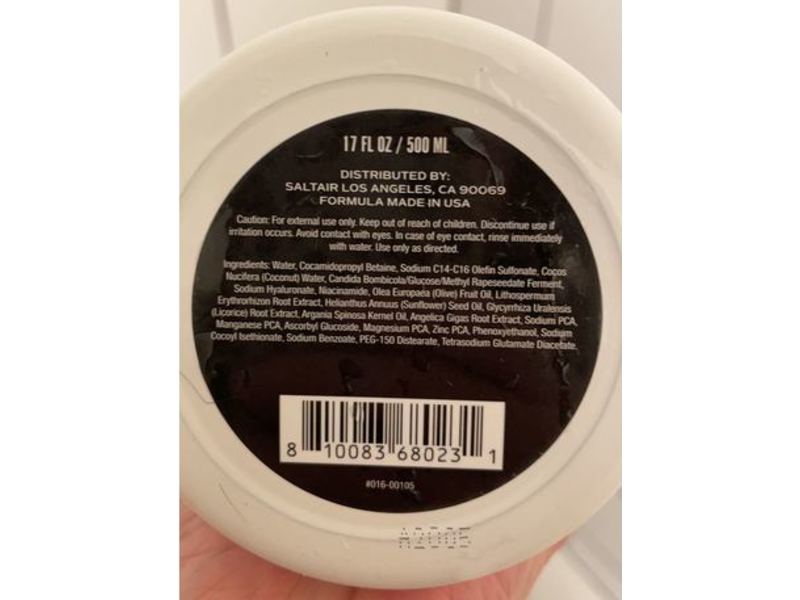 17 FL OZ / 500 ML
DISTRIBUTED BY:
SALTAIR LOS ANGELES, CA 90069
FORMULA MADE IN USA
Caution: For external use only. Keep out of reach of children. Discontinue use if
irritation occurs. Avoid contact with eyes. In case of eye contact, rinse immediately
with water. Use only as directed.
Ingredients: Water, Cocamidopropyl Betaine, Sodium C14-C16 Olefin Sulfonate, Cocos
Nucifera (Coconut) Water, Candida Bombicola/Glucose/Methyl Rapeseedate Ferment,
Sodium Hyaluronate, Niacinamide, Olea Europaea (Olive) Fruit Oil, Lithospermum
Erythrorhizon Root Extract, Helianthus Annuus (Sunflower) Seed Oil, Glycyrrhiza Uralensis
(Licorice) Root Extract, Argania Spinosa Kernel Oil, Angelica Gigas Root Extract, Sodium PCA,
Manganese PCA, Ascorbyl Glucoside, Magnesium PCA, Zinc PCA, Phenoxyethanol, Sodium
Cocoyl Isethionate, Sodium Benzoate, PEG-150 Distearate, Tetrasodium Glutamate Diacetate.
8 10083 68023 1
#016-00105